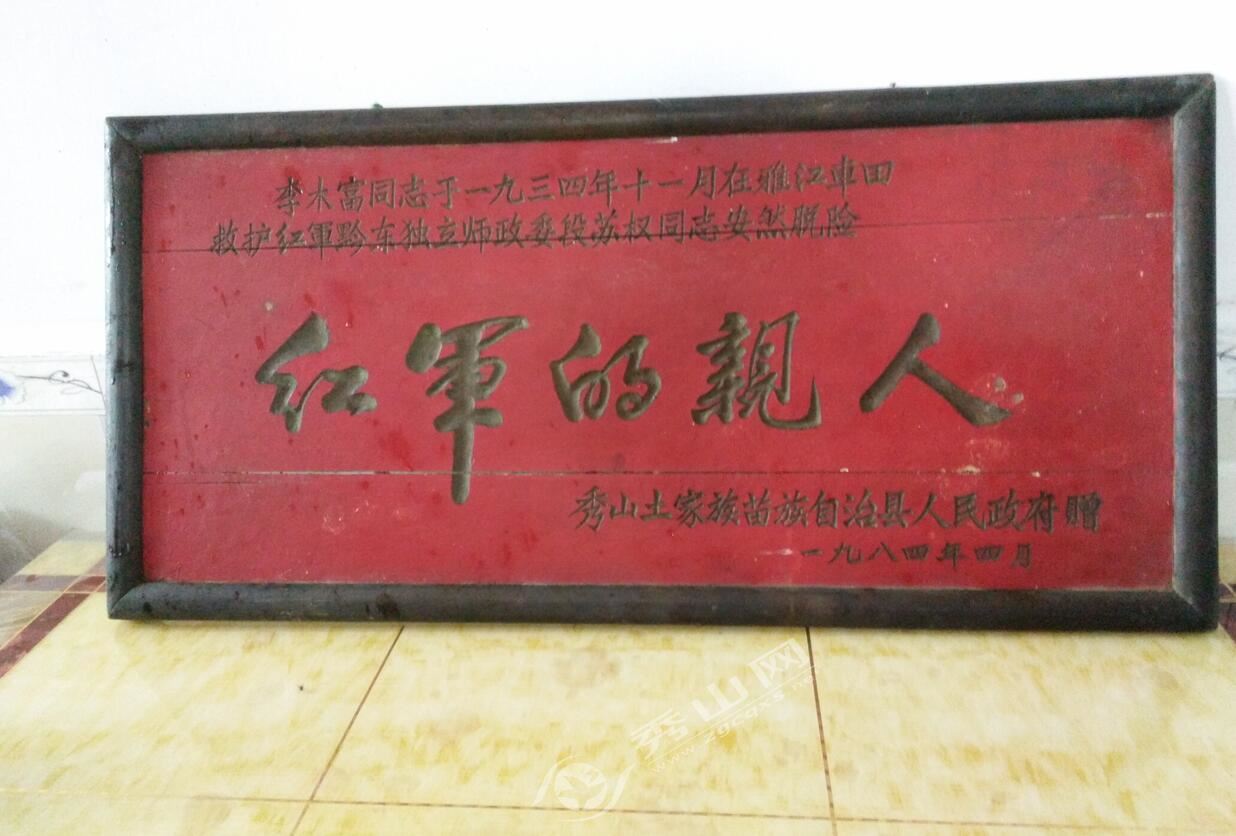 李木富同志于一九三四年十一月在雅江車田
救护红軍黔东独立师政委段苏权同志安然脱险
红軍的親人
秀山土家族苗族自治县人民政府赠
一九八四年四月
秀山网
www.zgcqxs.net